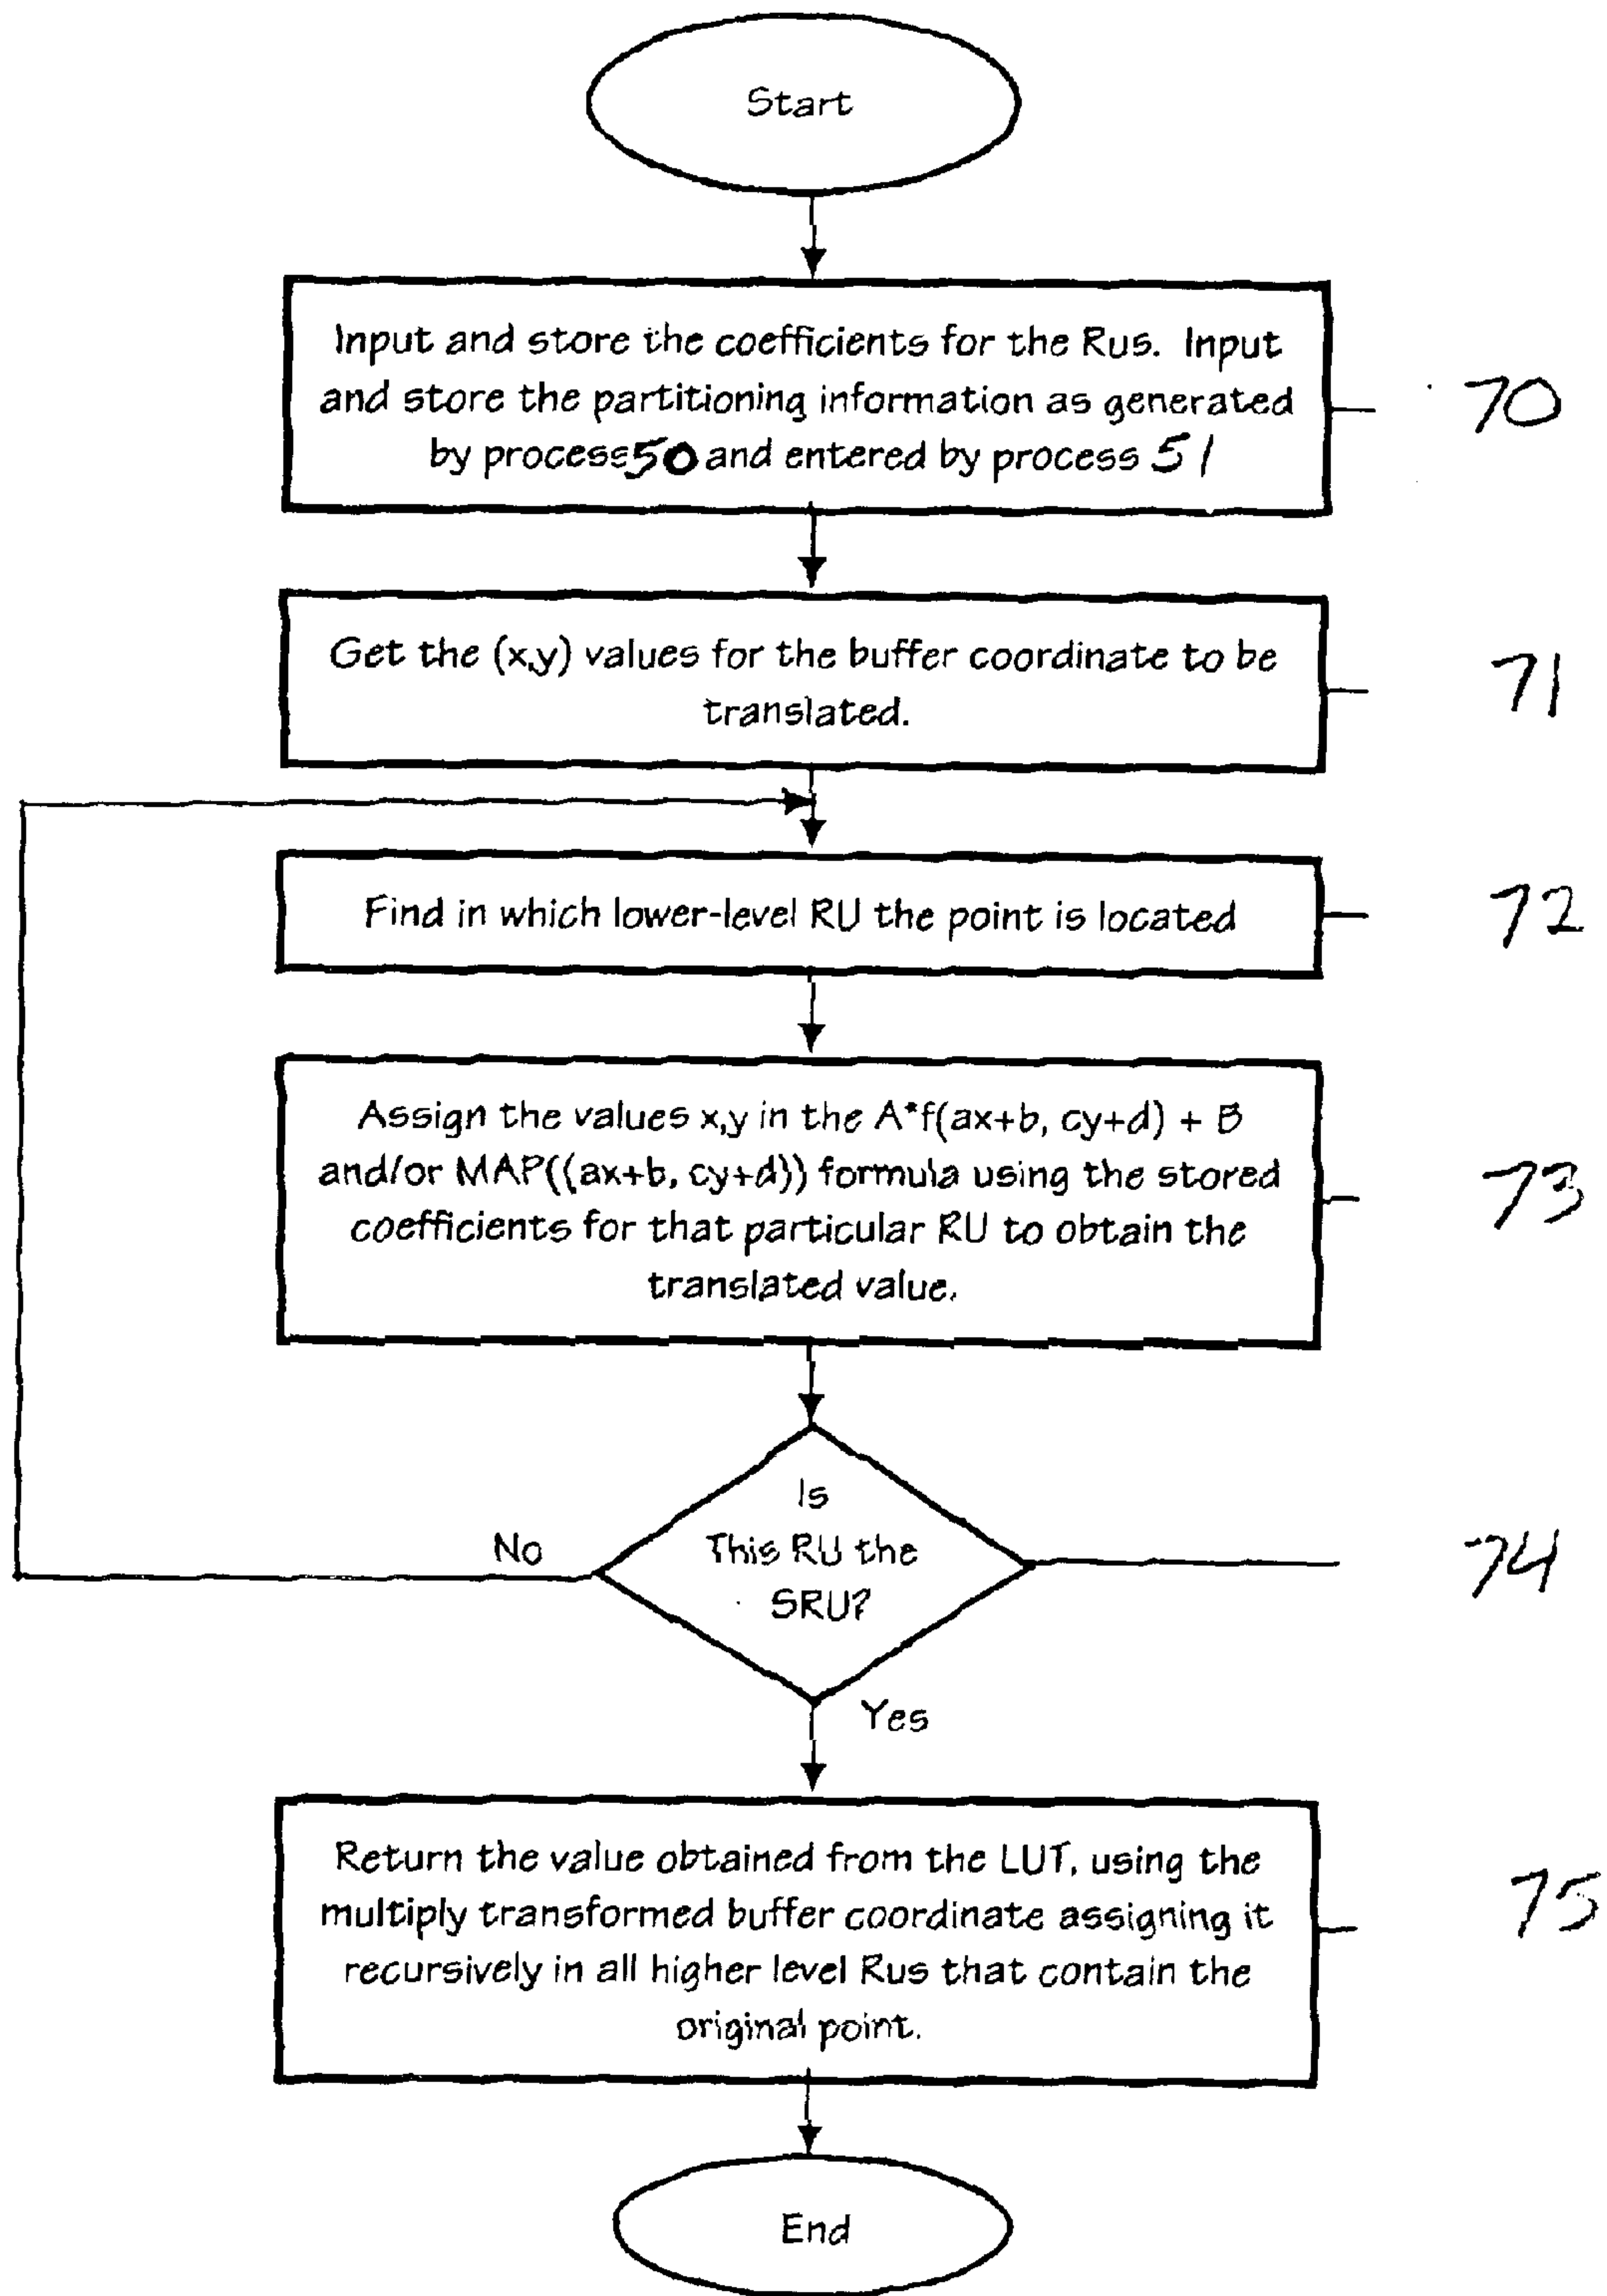 Start
Input and store the coefficients for the Rus. Input
and store the partitioning information as generated
by process 50 and entered by process 51
70
Get the (x,y) values for the buffer coordinate to be
translated.
71
Find in which lower-level RU the point is located
72
Assign the values x,y in the A*f(ax+b, cy+d) + B
and/or MAP((ax+b, cy+d)) formula using the stored
coefficients for that particular RU to obtain the
translated value.
73
Is
This RU the
SRU?
No
74
Yes
Return the value obtained from the LUT, using the
multiply transformed buffer coordinate assigning it
recursively in all higher level Rus that contain the
original point.
75
End